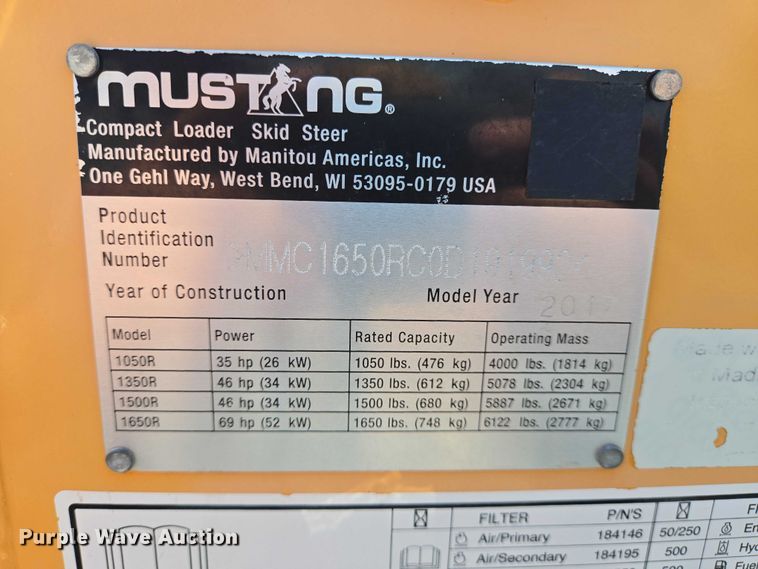 MUSTANG®
Compact Loader Skid Steer
Manufactured by Manitou Americas, Inc.
One Gehl Way, West Bend, WI 53095-0179 USA
Product
Identification
Number
Year of Construction Model Year
Model Power Rated Capacity Operating Mass
1050R 35 hp (26 kW) 1050 lbs. (476 kg) 4000 lbs. (1814 kg)
1350R 46 hp (34 kW) 1350 lbs. (612 kg) 5078 lbs. (2304 kg)
1500R 46 hp (34 kW) 1500 lbs. (680 kg) 5887 lbs. (2671 kg)
1650R 69 hp (52 kW) 1650 lbs. (748 kg) 6122 lbs. (2777 kg)
Made
Mad
FILTER P/N'S
Air/Primary 184146 50/250
Air/Secondary 184195 500 Hy
Fue
Purple Wave Auction